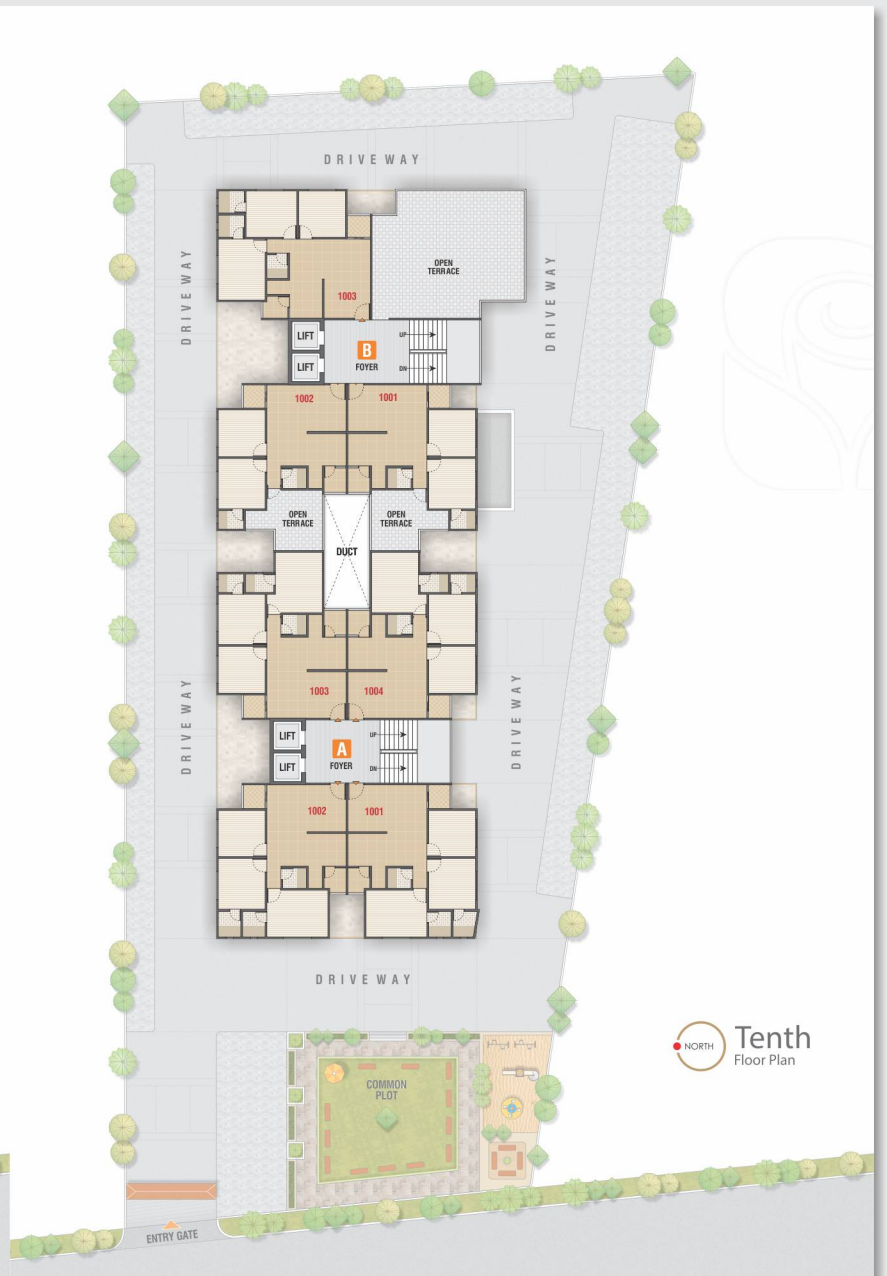 DRIVE WAY
DRIVE WAY
OPEN
TERRACE
DRIVE WAY
1003
LIFT
UP
B
LIFT
FOYER
DN
1002
1001
OPEN
TERRACE
OPEN
TERRACE
DUCT
1003
1004
DRIVE WAY
DRIVE WAY
LIFT
UP
A
LIFT
FOYER
DN
1002
1001
DRIVE WAY
NORTH
Tenth
Floor Plan
COMMON
PLOT
ENTRY GATE